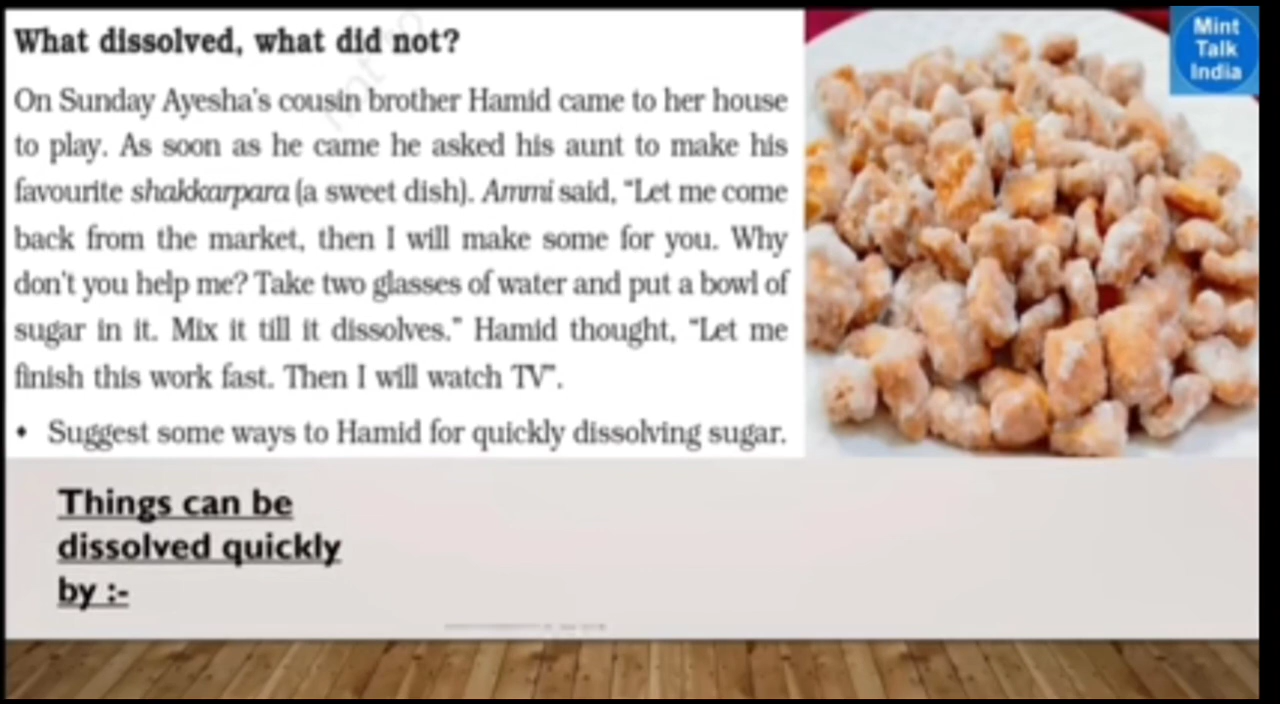 What dissolved, what did not?
On Sunday Ayesha's cousin brother Hamid came to her house
to play. As soon as he came he asked his aunt to make his
favourite shakkarpara (a sweet dish). Ammi said, “Let me come
back from the market, then I will make some for you. Why
don't you help me? Take two glasses of water and put a bowl of
sugar in it. Mix it till it dissolves.” Hamid thought, “Let me
finish this work fast. Then I will watch TV”.
• Suggest some ways to Hamid for quickly dissolving sugar.
Mint
Talk
India
Things can be
dissolved quickly
by :-